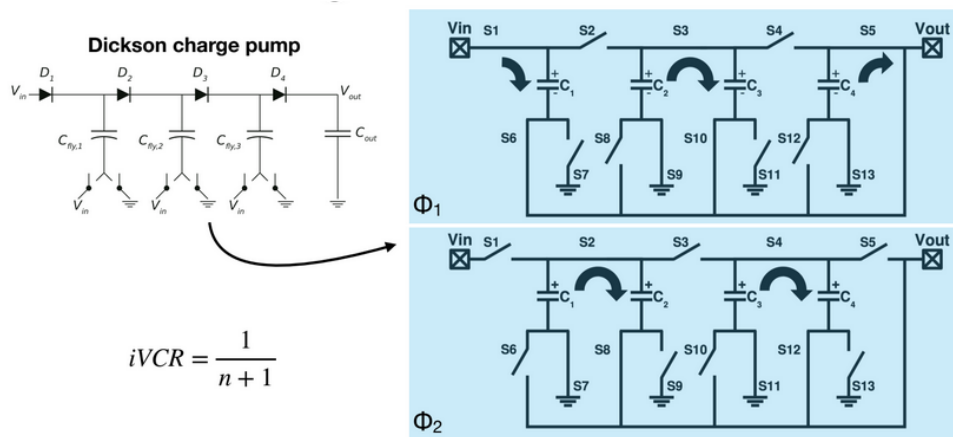 Dickson charge pump
D1 D2 D3 D4
Vin Vout
Cfly,1 Cfly,2 Cfly,3 Cout
Vin Vin Vin
iVCR = 1 / n + 1
Vin S1 S2 S3 S4 S5 Vout
+ + + + 
C1 C2 C3 C4
- - - -
S6 S8 S10 S12
S7 S9 S11 S13
Φ1
Vin S1 S2 S3 S4 S5 Vout
+ + + +
C1 C2 C3 C4
S6 S8 S10 S12
S7 S9 S11 S13
Φ2